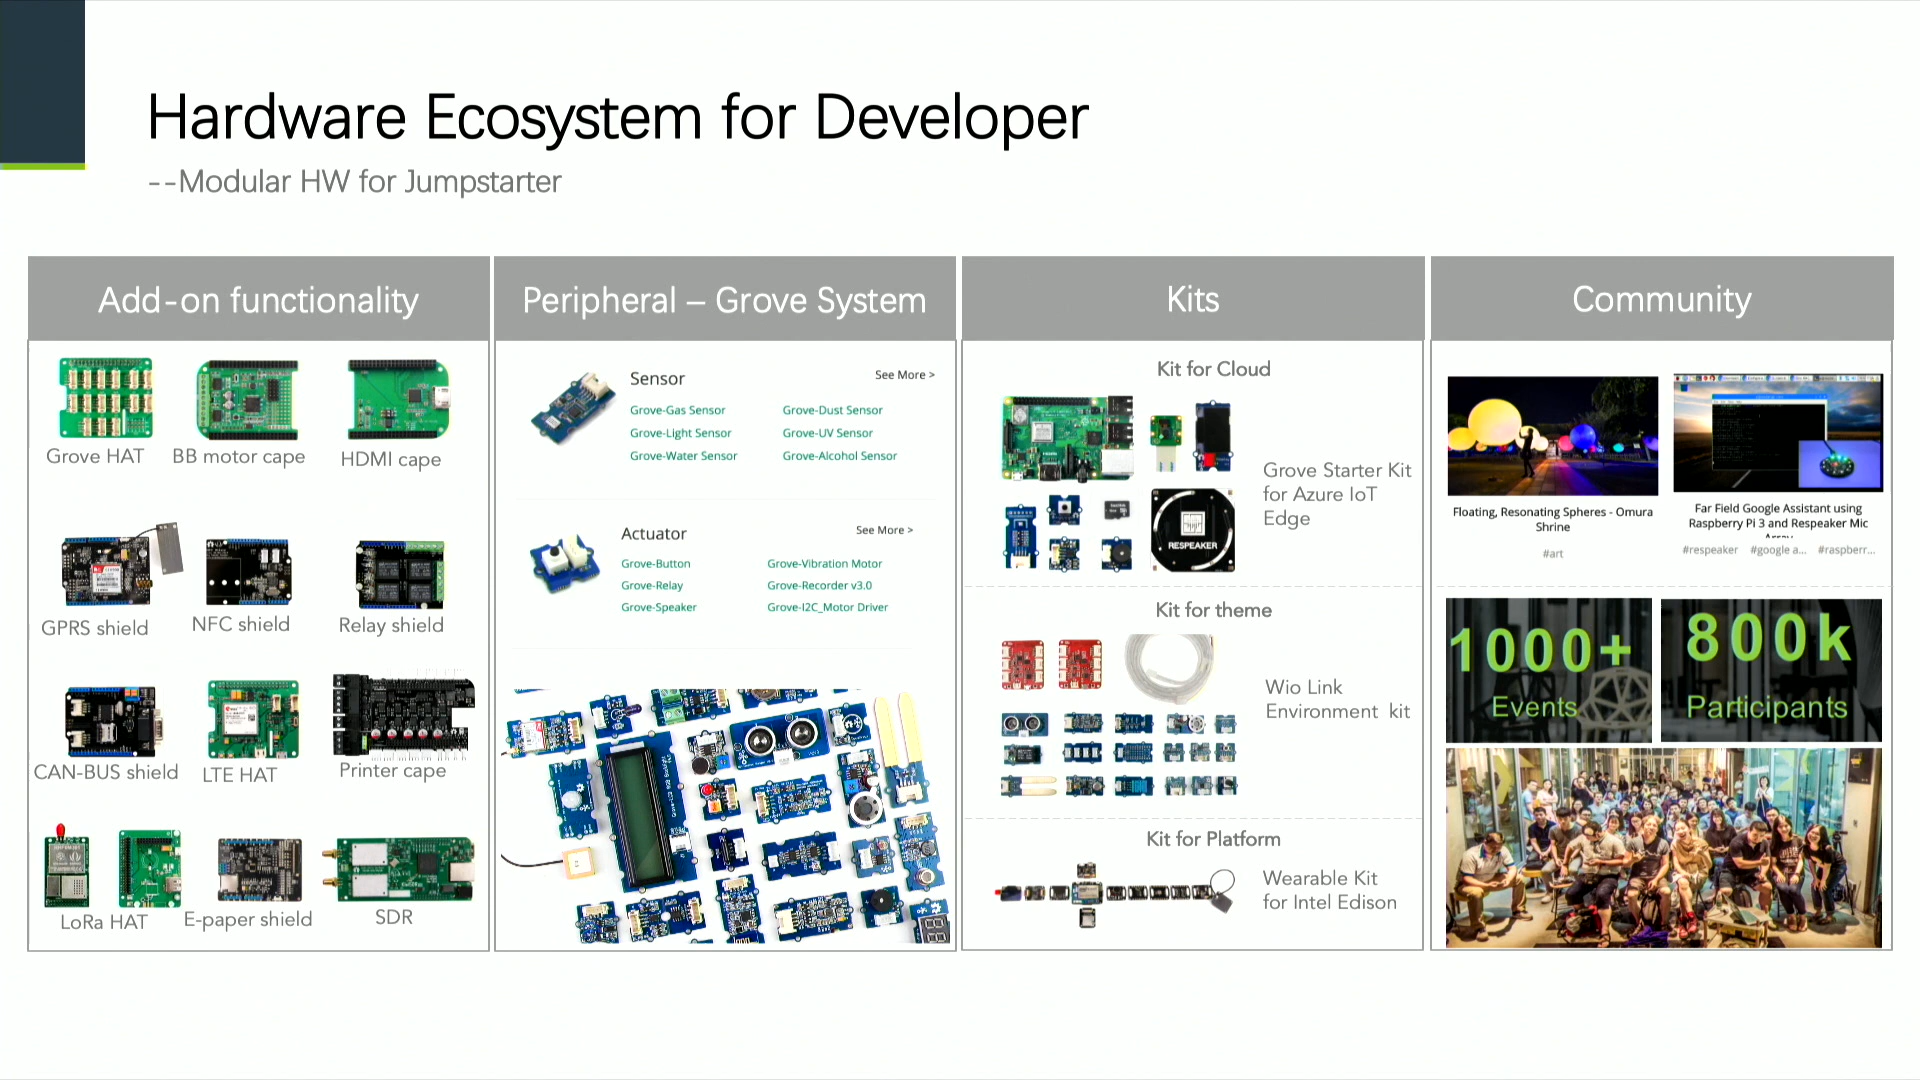 Hardware Ecosystem for Developer
--Modular HW for Jumpstarter
Add-on functionality
Grove HAT
BB motor cape
HDMI cape
GPRS shield
NFC shield
Relay shield
CAN-BUS shield
LTE HAT
Printer cape
LoRa HAT
E-paper shield
SDR
Peripheral – Grove System
Sensor
See More >
Grove-Gas Sensor
Grove-Dust Sensor
Grove-Light Sensor
Grove-UV Sensor
Grove-Water Sensor
Grove-Alcohol Sensor
Actuator
See More >
Grove-Button
Grove-Vibration Motor
Grove-Relay
Grove-Recorder v3.0
Grove-Speaker
Grove-I2C_Motor Driver
Kits
Kit for Cloud
RESPEAKER
Grove Starter Kit
for Azure IoT
Edge
Kit for theme
Wio Link
Environment kit
Kit for Platform
Wearable Kit
for Intel Edison
Community
Floating, Resonating Spheres - Omura
Shrine
#art
Far Field Google Assistant using
Raspberry Pi 3 and Respeaker Mic
#respeaker #google a... #raspberr...
1000+
Events
800k
Participants